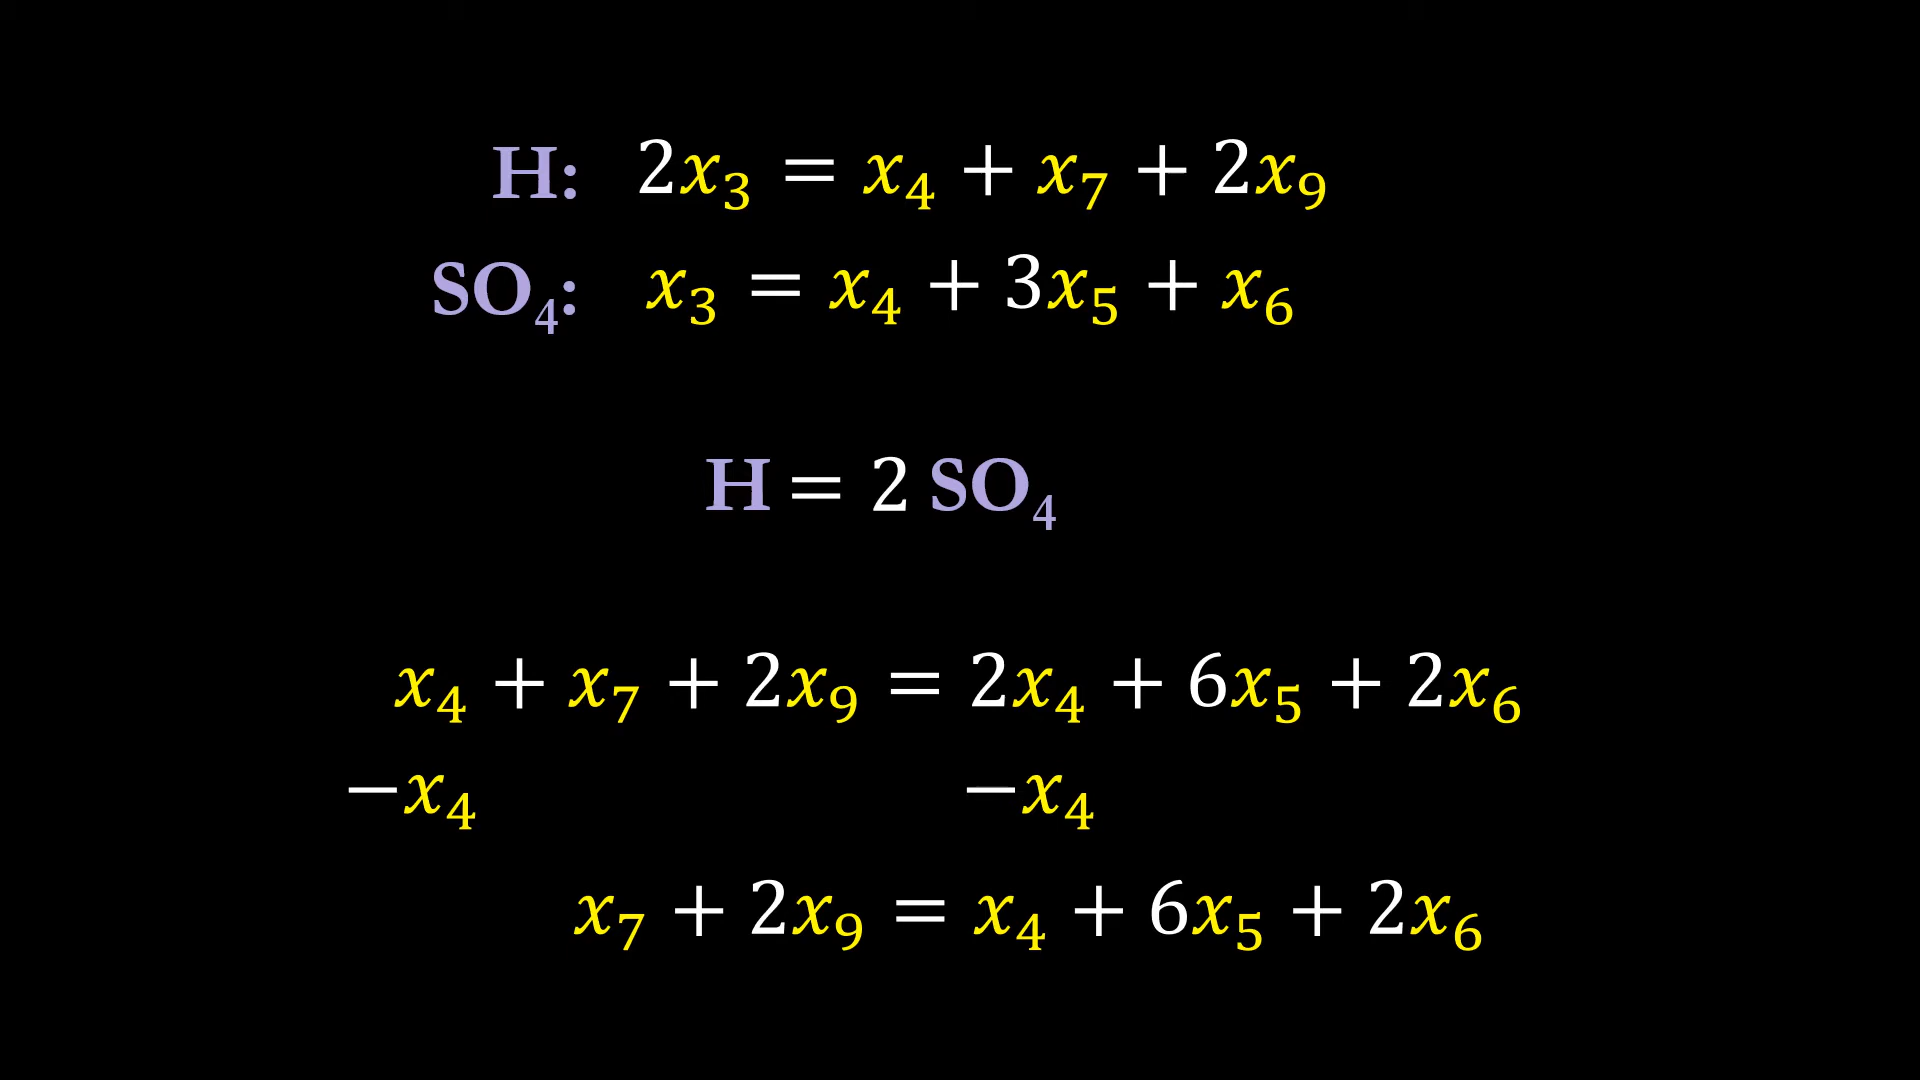 H: 2x₃ = x₄ + x₇ + 2x₉
SO₄: x₃ = x₄ + 3x₅ + x₆
H = 2 SO₄
x₄ + x₇ + 2x₉ = 2x₄ + 6x₅ + 2x₆
−x₄ −x₄
x₇ + 2x₉ = x₄ + 6x₅ + 2x₆